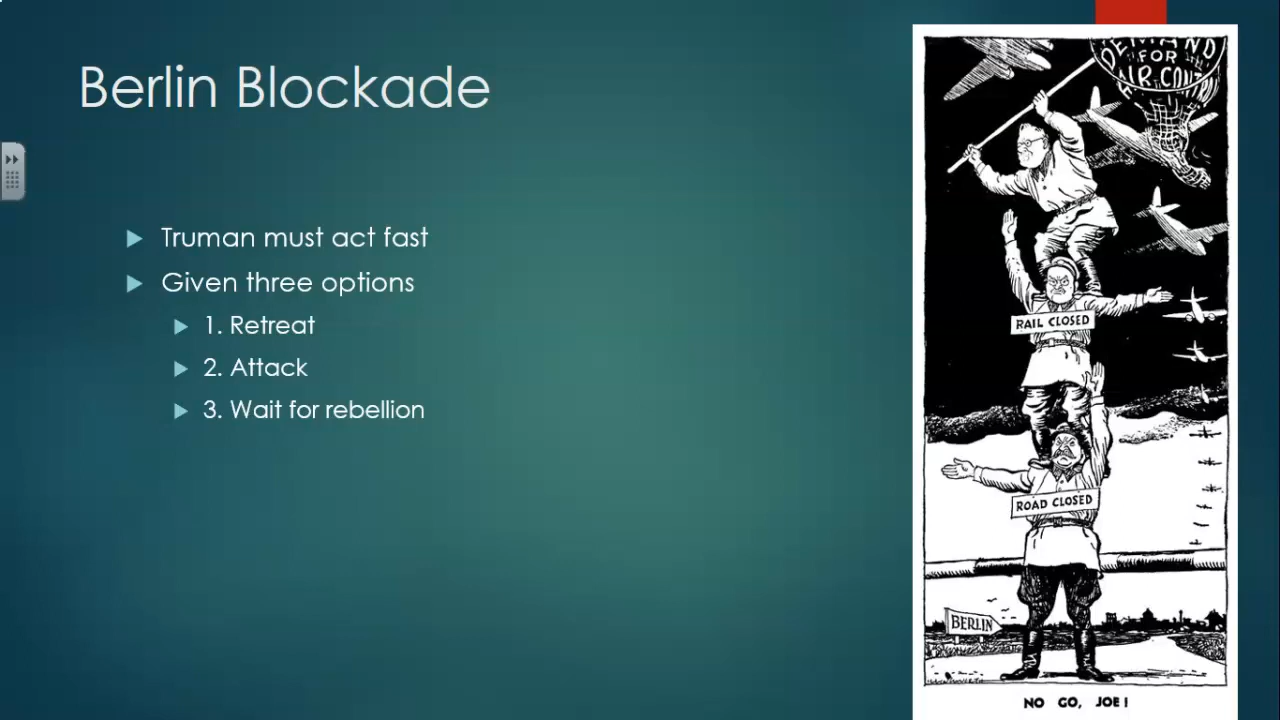 Berlin Blockade
Truman must act fast
Given three options
1. Retreat
2. Attack
3. Wait for rebellion
DEMAND
FOR
AIR CONTROL
RAIL CLOSED
ROAD CLOSED
BERLIN
NO GO, JOE!